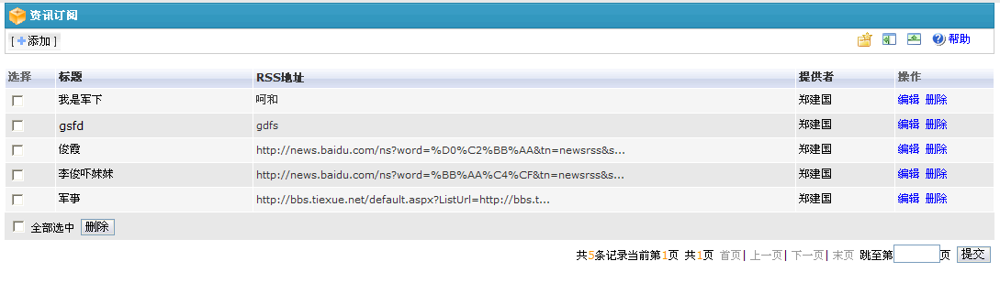 资讯订阅
[ 添加 ] 帮助
选择 标题 RSS地址 提供者 操作
我是军下 呵和 郑建国 编辑 删除
gsfd gdfs 郑建国 编辑 删除
俊霞 http://news.baidu.com/ns?word=%D0%C2%BB%AA&tn=newsrss&s... 郑建国 编辑 删除
李俊吓妹妹 http://news.baidu.com/ns?word=%BB%AA%C4%CF&tn=newsrss&s... 郑建国 编辑 删除
军亊 http://bbs.tiexue.net/default.aspx?ListUrl=http://bbs.t... 郑建国 编辑 删除
全部选中 删除
共5条记录当前第1页 共1页 首页| 上一页| 下一页| 末页 跳至第 页 提交